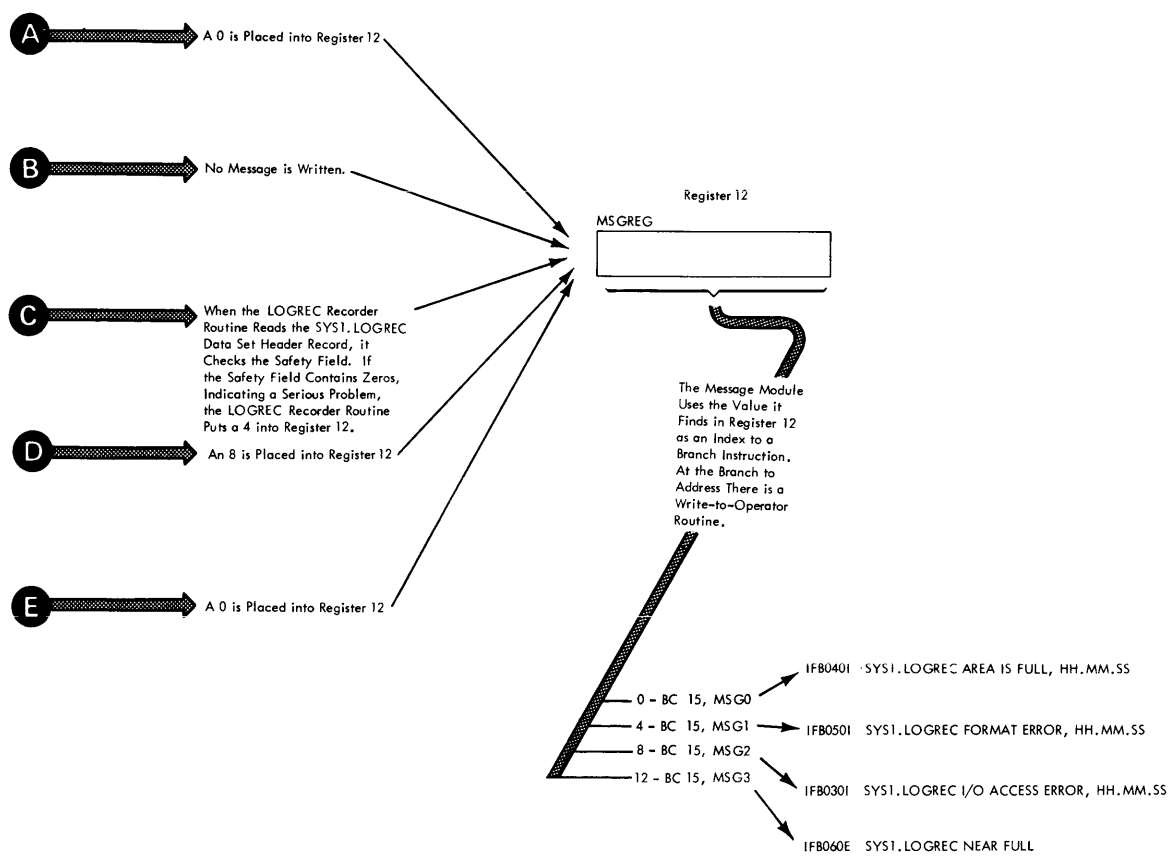 A
A 0 is Placed into Register 12
B
No Message is Written.
Register 12
MSGREG
C
When the LOGREC Recorder
Routine Reads the SYS1.LOGREC
Data Set Header Record, it
Checks the Safety Field. If
the Safety Field Contains Zeros,
Indicating a Serious Problem,
the LOGREC Recorder Routine
Puts a 4 into Register 12.
The Message Module
Uses the Value it
Finds in Register 12
as an Index to a
Branch Instruction.
At the Branch to
Address There is a
Write-to-Operator
Routine.
D
An 8 is Placed into Register 12
E
A 0 is Placed into Register 12
0 - BC 15, MSG0
4 - BC 15, MSG1
8 - BC 15, MSG2
12 - BC 15, MSG3
IFB040I SYS1.LOGREC AREA IS FULL, HH.MM.SS
IFB050I SYS1.LOGREC FORMAT ERROR, HH.MM.SS
IFB030I SYS1.LOGREC I/O ACCESS ERROR, HH.MM.SS
IFB060E SYS1.LOGREC NEAR FULL